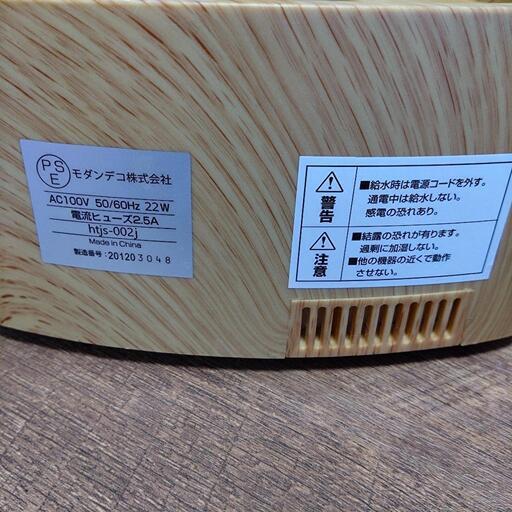 PS
E
モダンデコ株式会社
AC100V 50/60Hz 22W
電流ヒューズ2.5A
htjs-002j
Made in China
製造番号:201203048
警告
■給水時は電源コードを外す。
通電中は給水しない。
感電の恐れあり。
注意
■結露の恐れが有ります。
過剰に加湿しない。
■他の機器の近くで動作
させない。